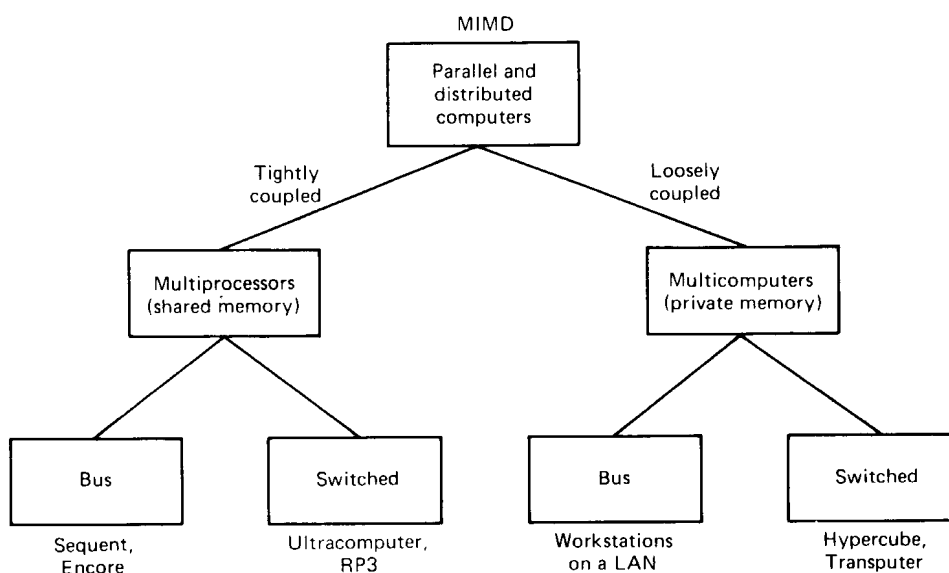 MIMD
Parallel and
distributed
computers
Tightly
coupled
Loosely
coupled
Multiprocessors
(shared memory)
Multicomputers
(private memory)
Bus
Switched
Bus
Switched
Sequent,
Encore
Ultracomputer,
RP3
Workstations
on a LAN
Hypercube,
Transputer